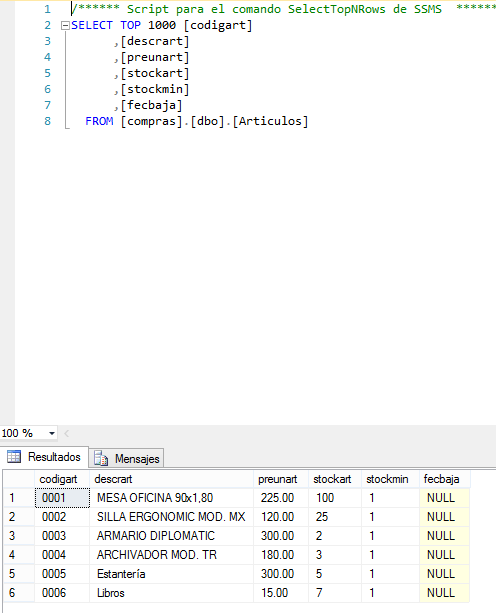 1 /****** Script para el comando SelectTopNRows de SSMS ******
2 SELECT TOP 1000 [codigart]
3 ,[descrart]
4 ,[preunart]
5 ,[stockart]
6 ,[stockmin]
7 ,[fecbaja]
8 FROM [compras].[dbo].[Articulos]
100 %
Resultados Mensajes
codigart descrart preunart stockart stockmin fecbaja
1 0001 MESA OFICINA 90x1,80 225.00 100 1 NULL
2 0002 SILLA ERGONOMIC MOD. MX 120.00 25 1 NULL
3 0003 ARMARIO DIPLOMATIC 300.00 2 1 NULL
4 0004 ARCHIVADOR MOD. TR 180.00 3 1 NULL
5 0005 Estantería 300.00 5 1 NULL
6 0006 Libros 15.00 7 1 NULL